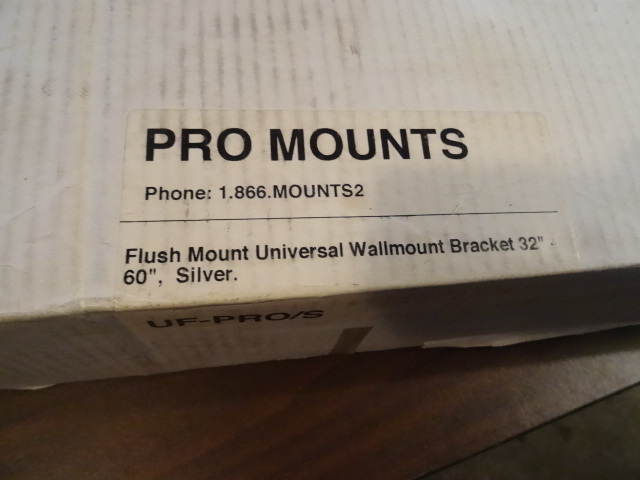 PRO MOUNTS
Phone: 1.866.MOUNTS2
Flush Mount Universal Wallmount Bracket 32" -
60", Silver.
UF-PRO/S